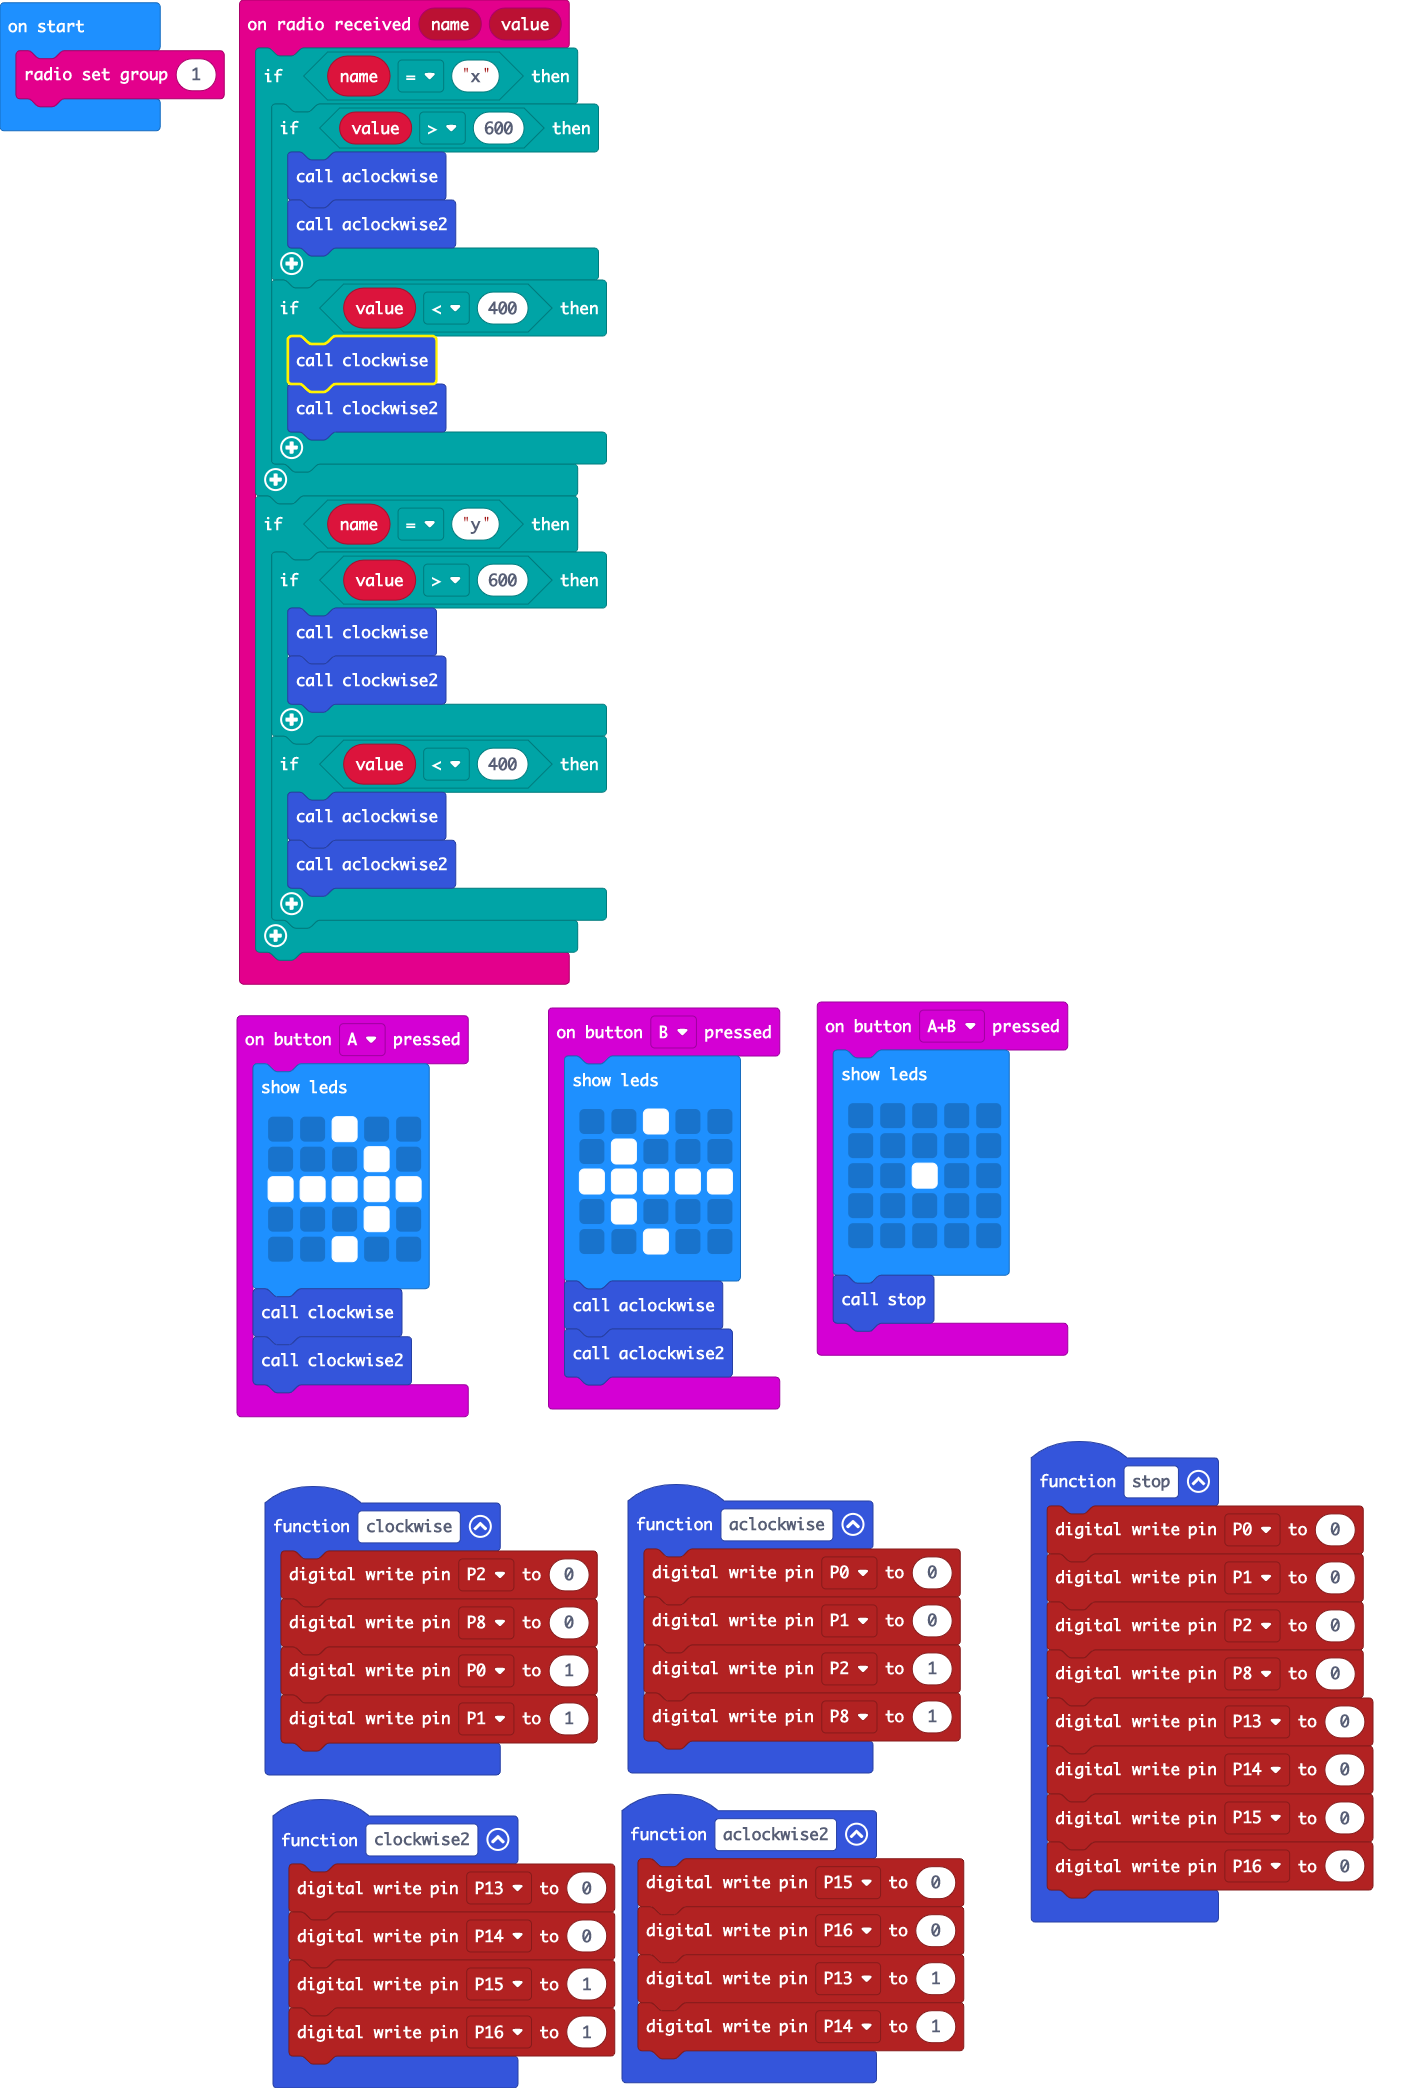 on start
radio set group 1
on radio received name value
if name = "x" then
if value > 600 then
call aclockwise
call aclockwise2
if value < 400 then
call clockwise
call clockwise2
if name = "y" then
if value > 600 then
call clockwise
call clockwise2
if value < 400 then
call aclockwise
call aclockwise2
on button A pressed
show leds
call clockwise
call clockwise2
on button B pressed
show leds
call aclockwise
call aclockwise2
on button A+B pressed
show leds
call stop
function clockwise
digital write pin P2 to 0
digital write pin P8 to 0
digital write pin P0 to 1
digital write pin P1 to 1
function aclockwise
digital write pin P0 to 0
digital write pin P1 to 0
digital write pin P2 to 1
digital write pin P8 to 1
function stop
digital write pin P0 to 0
digital write pin P1 to 0
digital write pin P2 to 0
digital write pin P8 to 0
digital write pin P13 to 0
digital write pin P14 to 0
digital write pin P15 to 0
digital write pin P16 to 0
function clockwise2
digital write pin P13 to 0
digital write pin P14 to 0
digital write pin P15 to 1
digital write pin P16 to 1
function aclockwise2
digital write pin P15 to 0
digital write pin P16 to 0
digital write pin P13 to 1
digital write pin P14 to 1